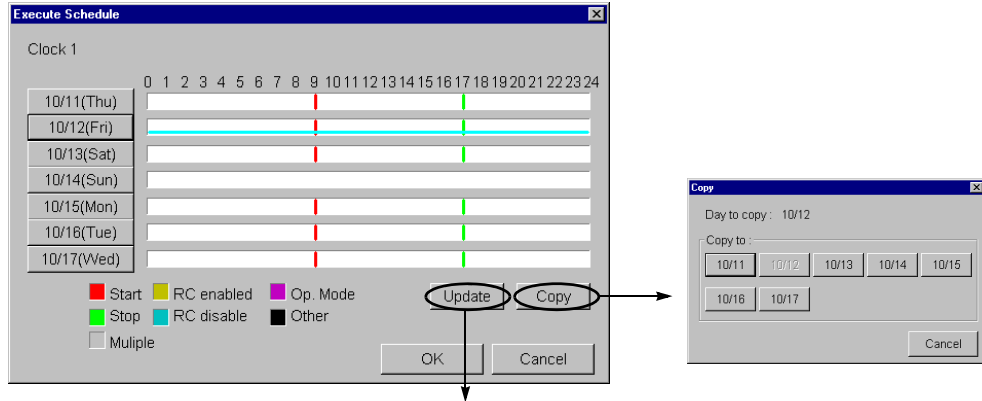 Execute Schedule
Clock 1
0 1 2 3 4 5 6 7 8 9 10 11 12 13 14 15 16 17 18 19 20 21 22 23 24
10/11(Thu)
10/12(Fri)
10/13(Sat)
10/14(Sun)
10/15(Mon)
10/16(Tue)
10/17(Wed)
Start RC enabled Op. Mode
Stop RC disable Other
Muliple
Update Copy
OK Cancel
Copy
Day to copy : 10/12
Copy to :
10/11 10/12 10/13 10/14 10/15
10/16 10/17
Cancel